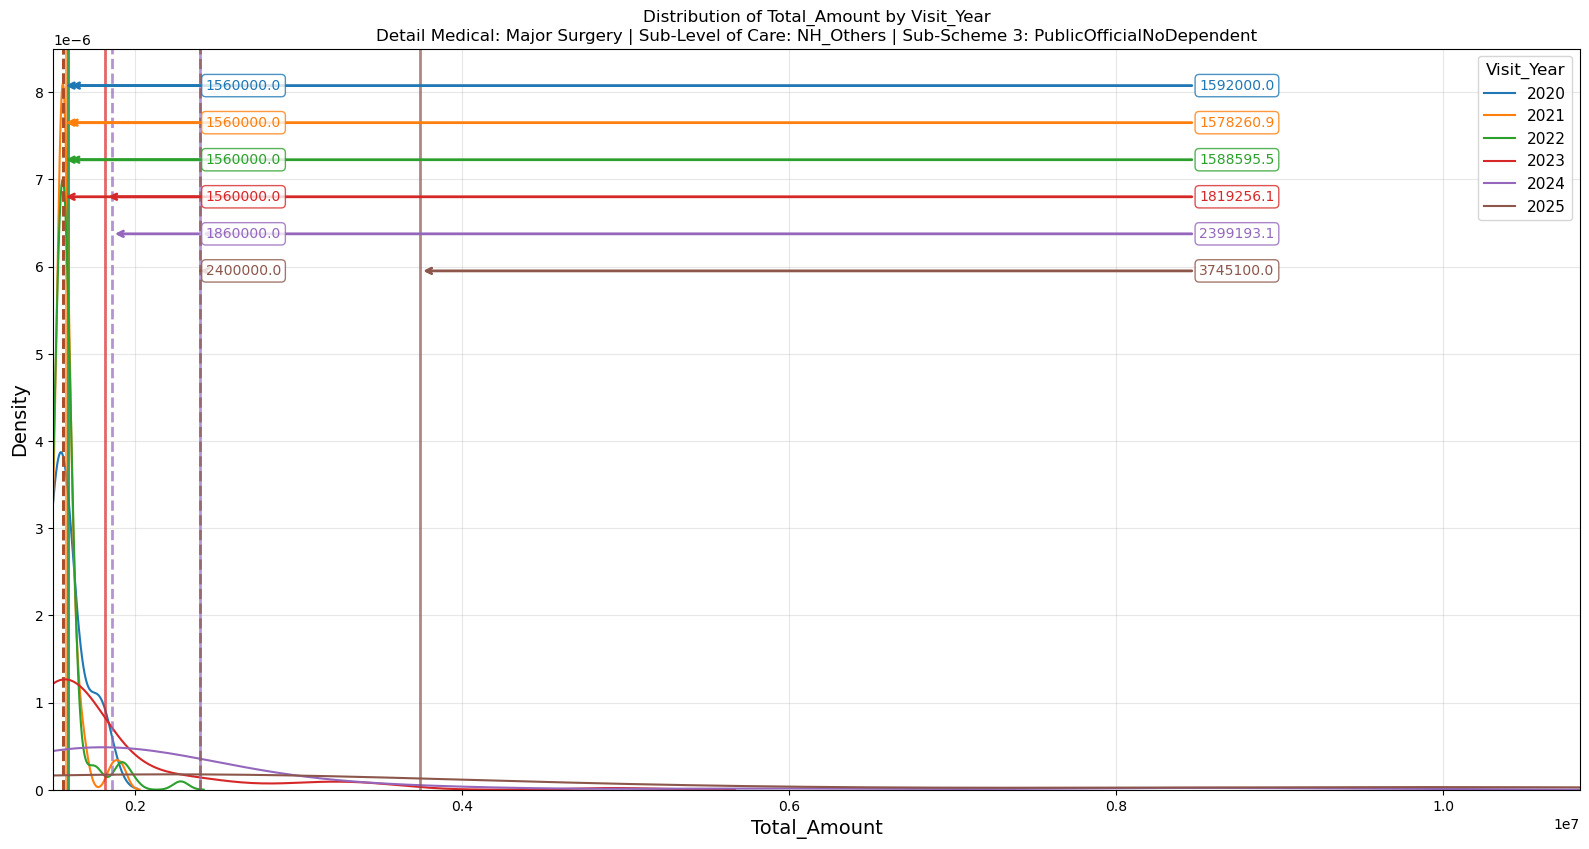 Distribution of Total_Amount by Visit_Year
Detail Medical: Major Surgery | Sub-Level of Care: NH_Others | Sub-Scheme 3: PublicOfficialNoDependent
1e−6
8
7
6
5
4
3
2
1
0
Density
1560000.0 1592000.0
1560000.0 1578260.9
1560000.0 1588595.5
1560000.0 1819256.1
1860000.0 2399193.1
2400000.0 3745100.0
Visit_Year
2020
2021
2022
2023
2024
2025
0.2 0.4 0.6 0.8 1.0
1e7
Total_Amount